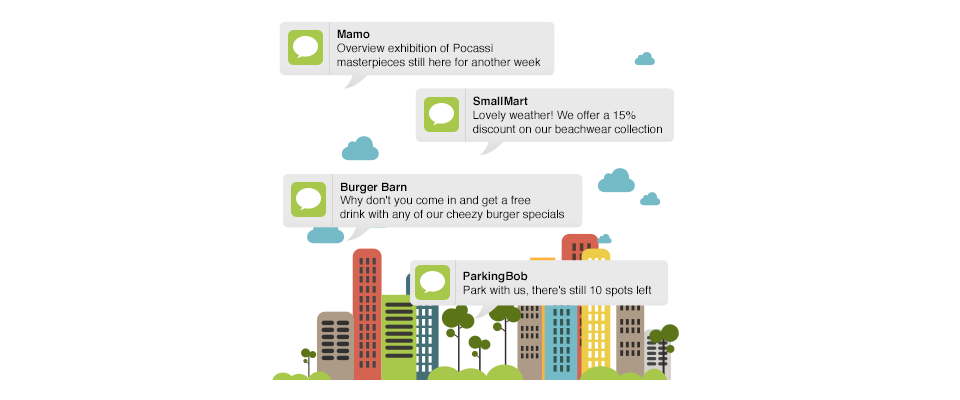 Mamo
Overview exhibition of Pocassi
masterpieces still here for another week
SmallMart
Lovely weather! We offer a 15%
discount on our beachwear collection
Burger Barn
Why don't you come in and get a free
drink with any of our cheezy burger specials
ParkingBob
Park with us, there's still 10 spots left